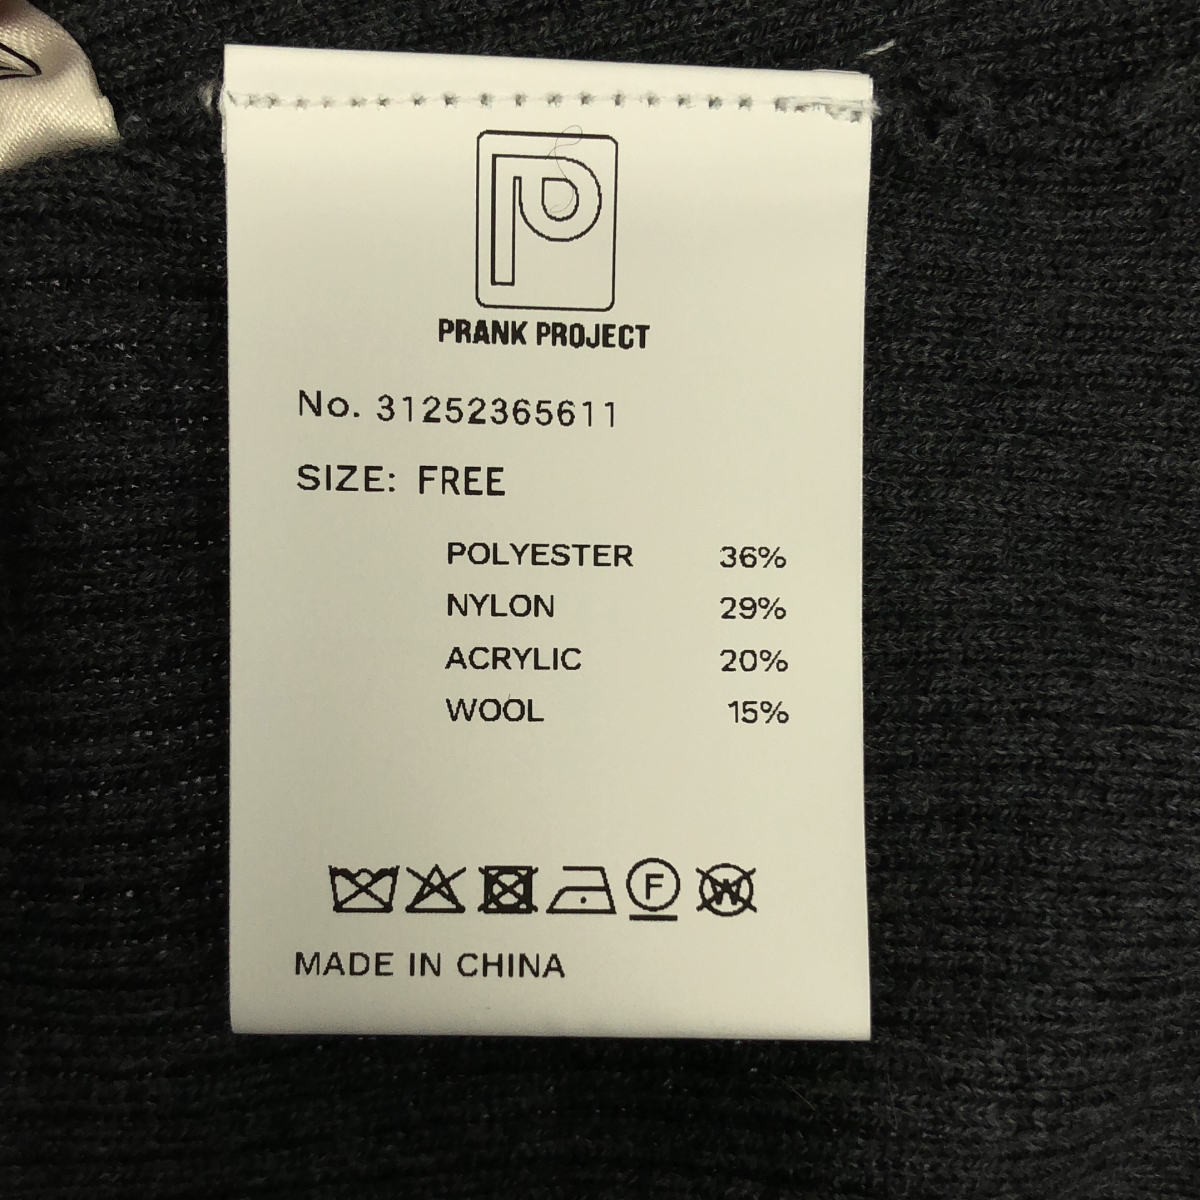 PRANK PROJECT
No. 31252365611
SIZE: FREE
POLYESTER 36%
NYLON 29%
ACRYLIC 20%
WOOL 15%
F W
MADE IN CHINA